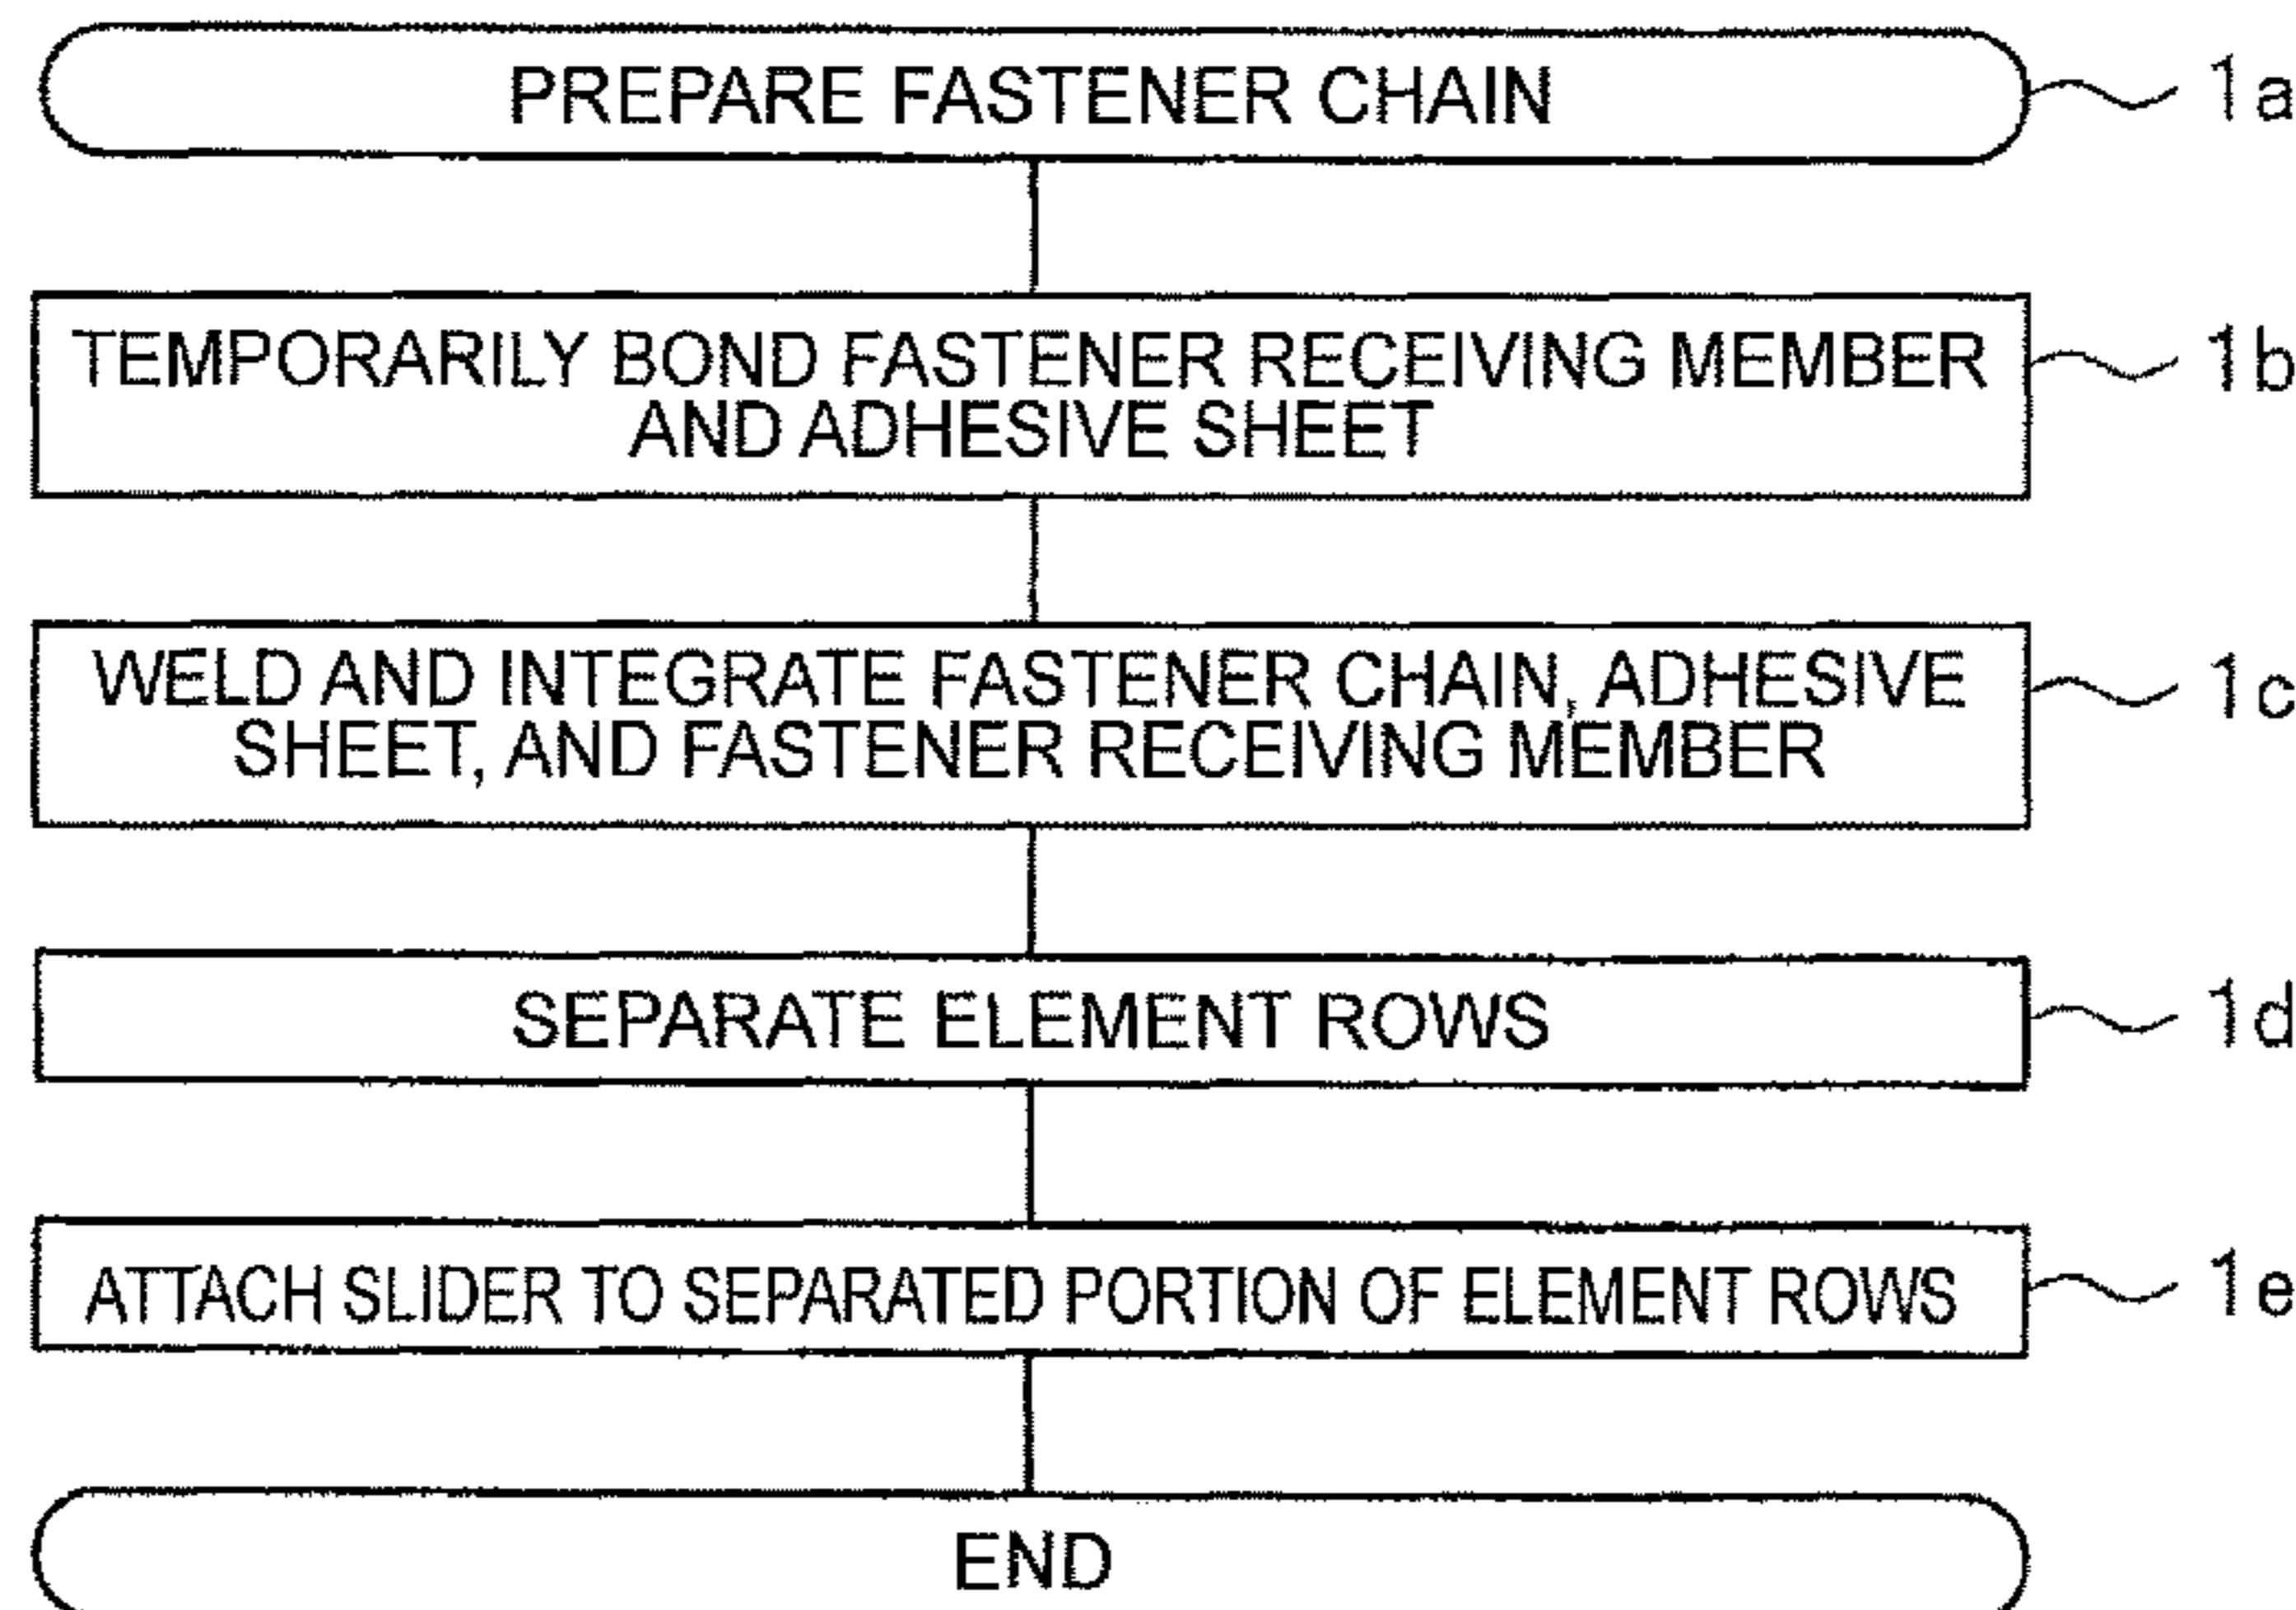 PREPARE FASTENER CHAIN 1a
TEMPORARILY BOND FASTENER RECEIVING MEMBER 1b
AND ADHESIVE SHEET
WELD AND INTEGRATE FASTENER CHAIN, ADHESIVE 1c
SHEET, AND FASTENER RECEIVING MEMBER
SEPARATE ELEMENT ROWS 1d
ATTACH SLIDER TO SEPARATED PORTION OF ELEMENT ROWS 1e
END